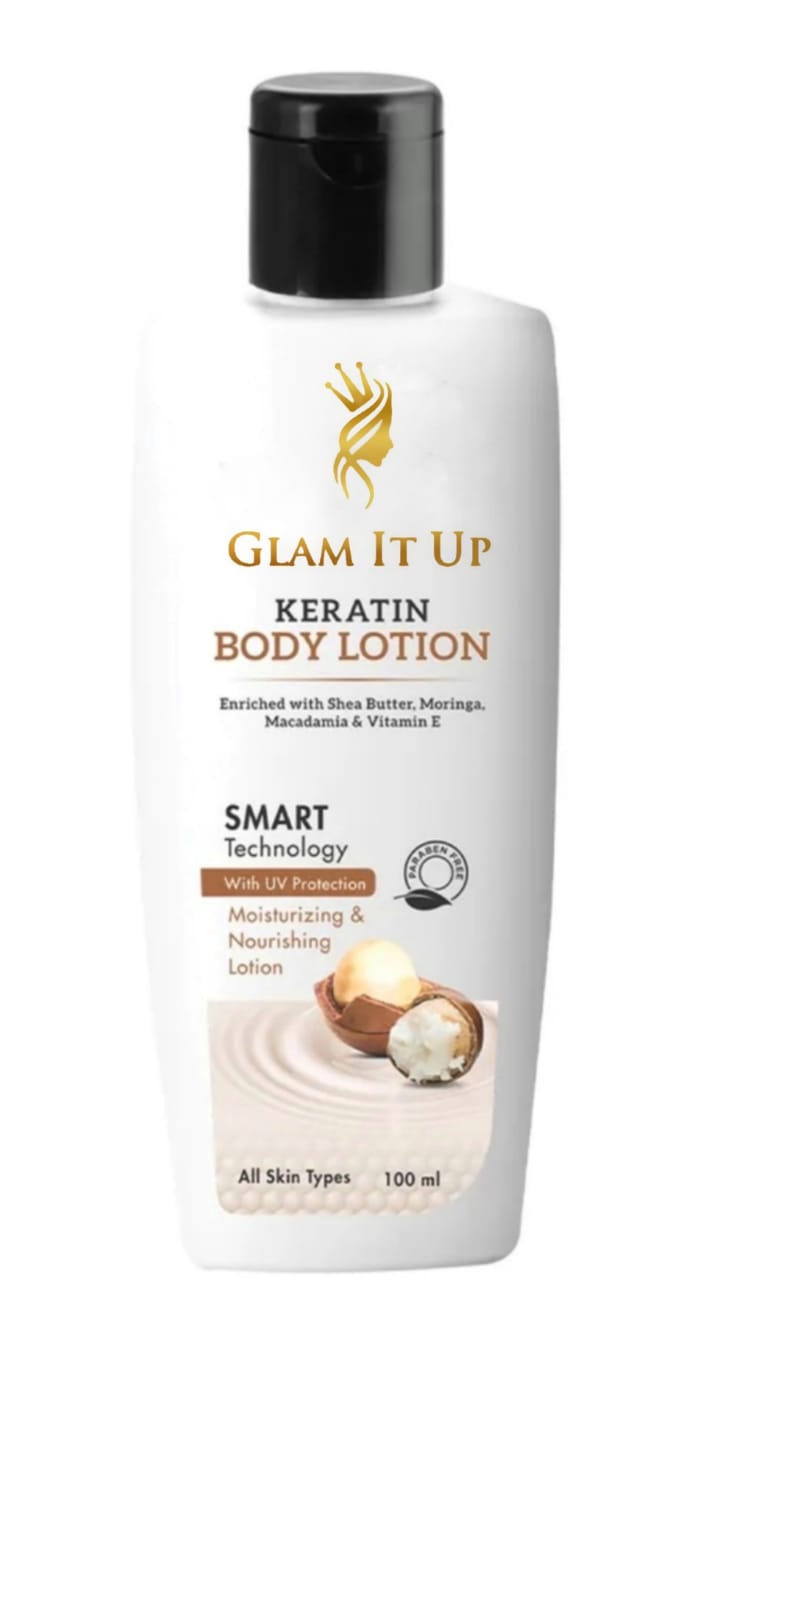 GLAM IT UP
KERATIN
BODY LOTION
Enriched with Shea Butter, Moringa,
Macadamia & Vitamin E
SMART
Technology
PARABEN FREE
With UV Protection
Moisturizing &
Nourishing
Lotion
All Skin Types 100 ml